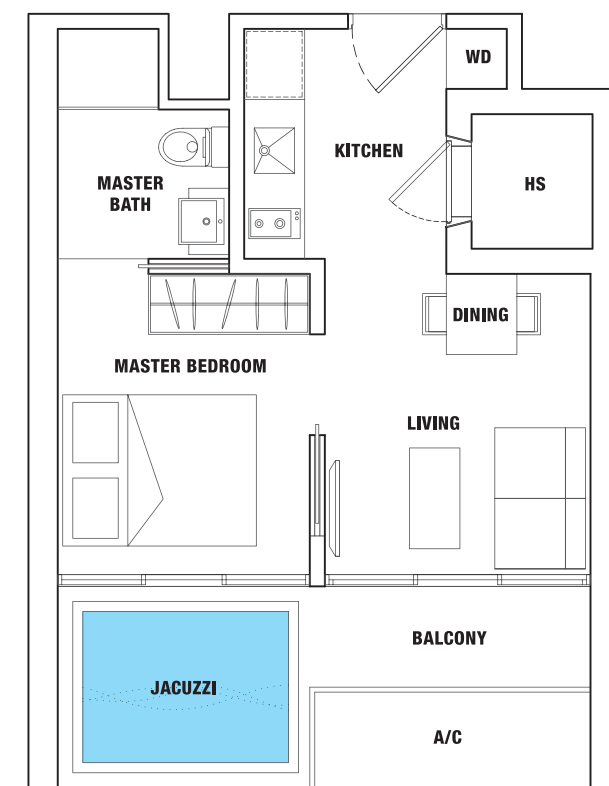 WD
KITCHEN
HS
MASTER
BATH
DINING
MASTER BEDROOM
LIVING
BALCONY
JACUZZI
A/C